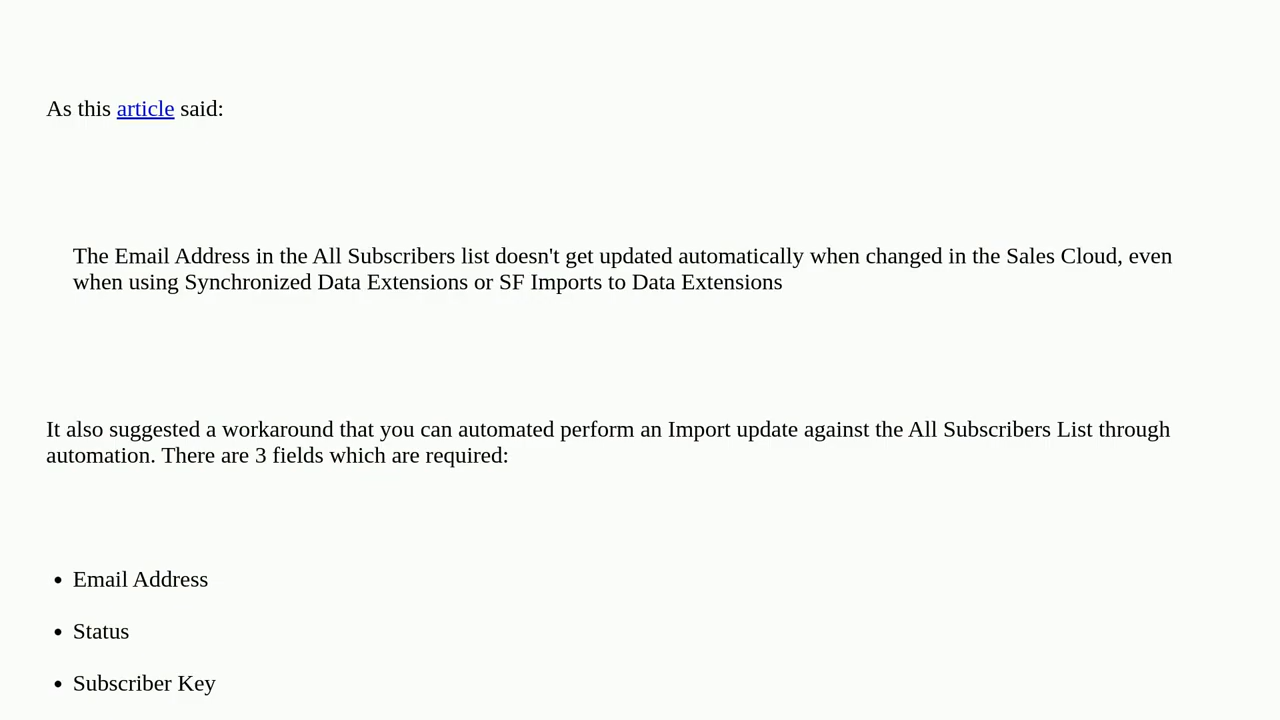 As this article said:
The Email Address in the All Subscribers list doesn't get updated automatically when changed in the Sales Cloud, even
when using Synchronized Data Extensions or SF Imports to Data Extensions
It also suggested a workaround that you can automated perform an Import update against the All Subscribers List through
automation. There are 3 fields which are required:
• Email Address
• Status
• Subscriber Key